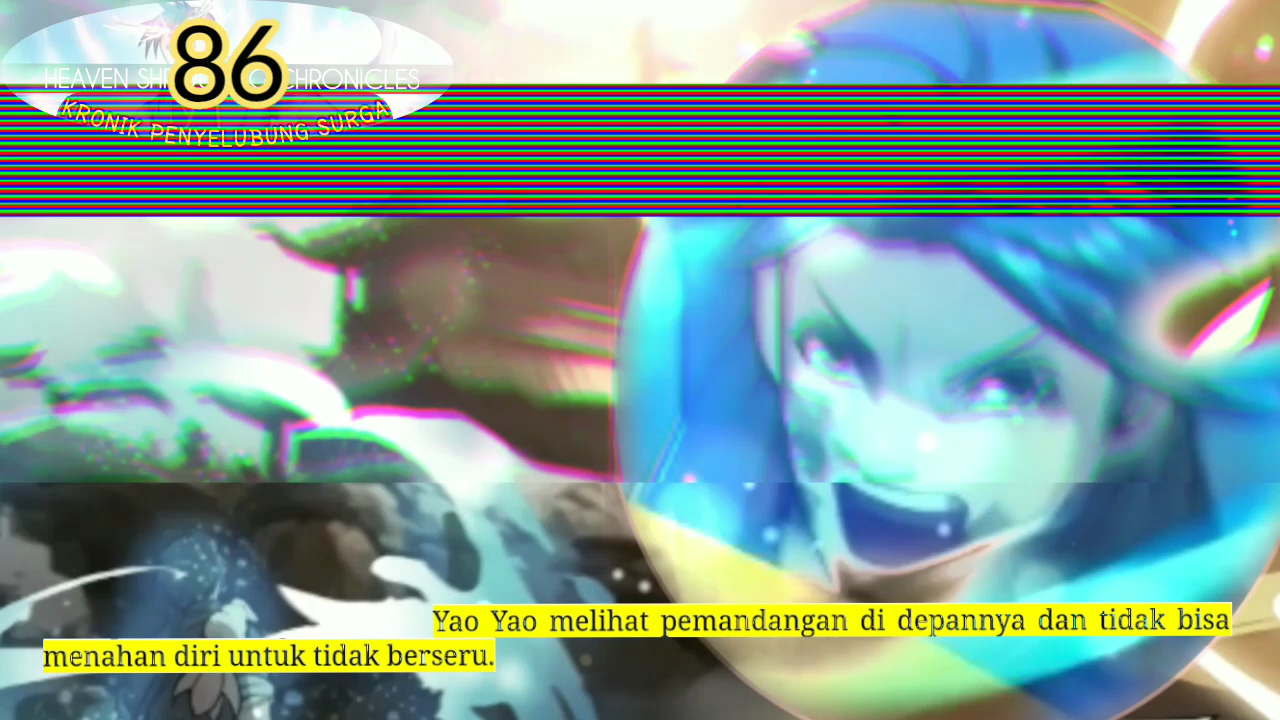 86
HEAVEN SH CHRONICLES
KRONIK PENYELUBUNG SURGA
Yao Yao melihat pemandangan di depannya dan tidak bisa
menahan diri untuk tidak berseru.